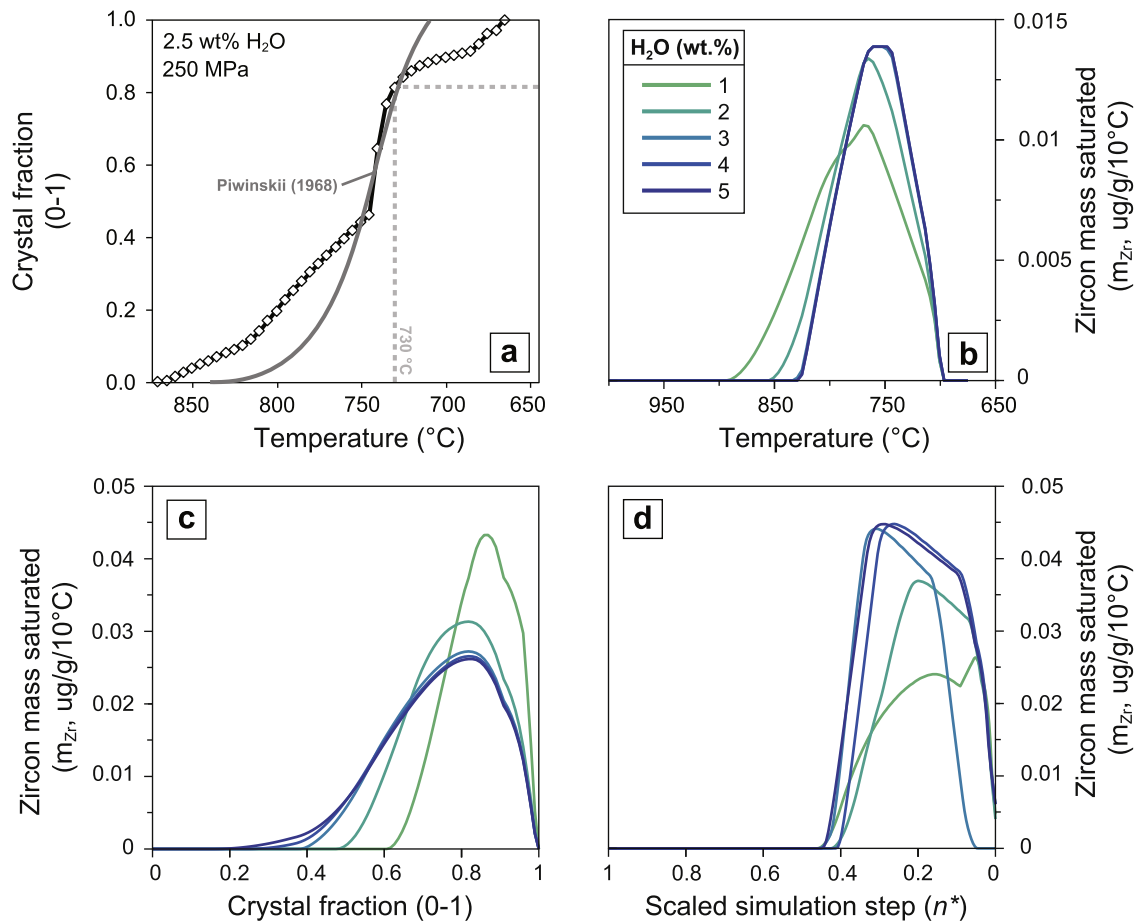 2.5 wt% H₂O
250 MPa
Piwinskii (1968)
730 °C
a
1.0
0.8
0.6
0.4
0.2
0.0
Crystal fraction
(0-1)
850
800
750
700
650
Temperature (°C)
H₂O (wt.%)
1
2
3
4
5
b
0.015
0.01
0.005
0
Zircon mass saturated
(mZr, ug/g/10°C)
950
850
750
650
Temperature (°C)
c
0.05
0.04
0.03
0.02
0.01
0
Zircon mass saturated
(mZr, ug/g/10°C)
0
0.2
0.4
0.6
0.8
1
Crystal fraction (0-1)
d
0.05
0.04
0.03
0.02
0.01
0
Zircon mass saturated
(mZr, ug/g/10°C)
1
0.8
0.6
0.4
0.2
0
Scaled simulation step (n*)